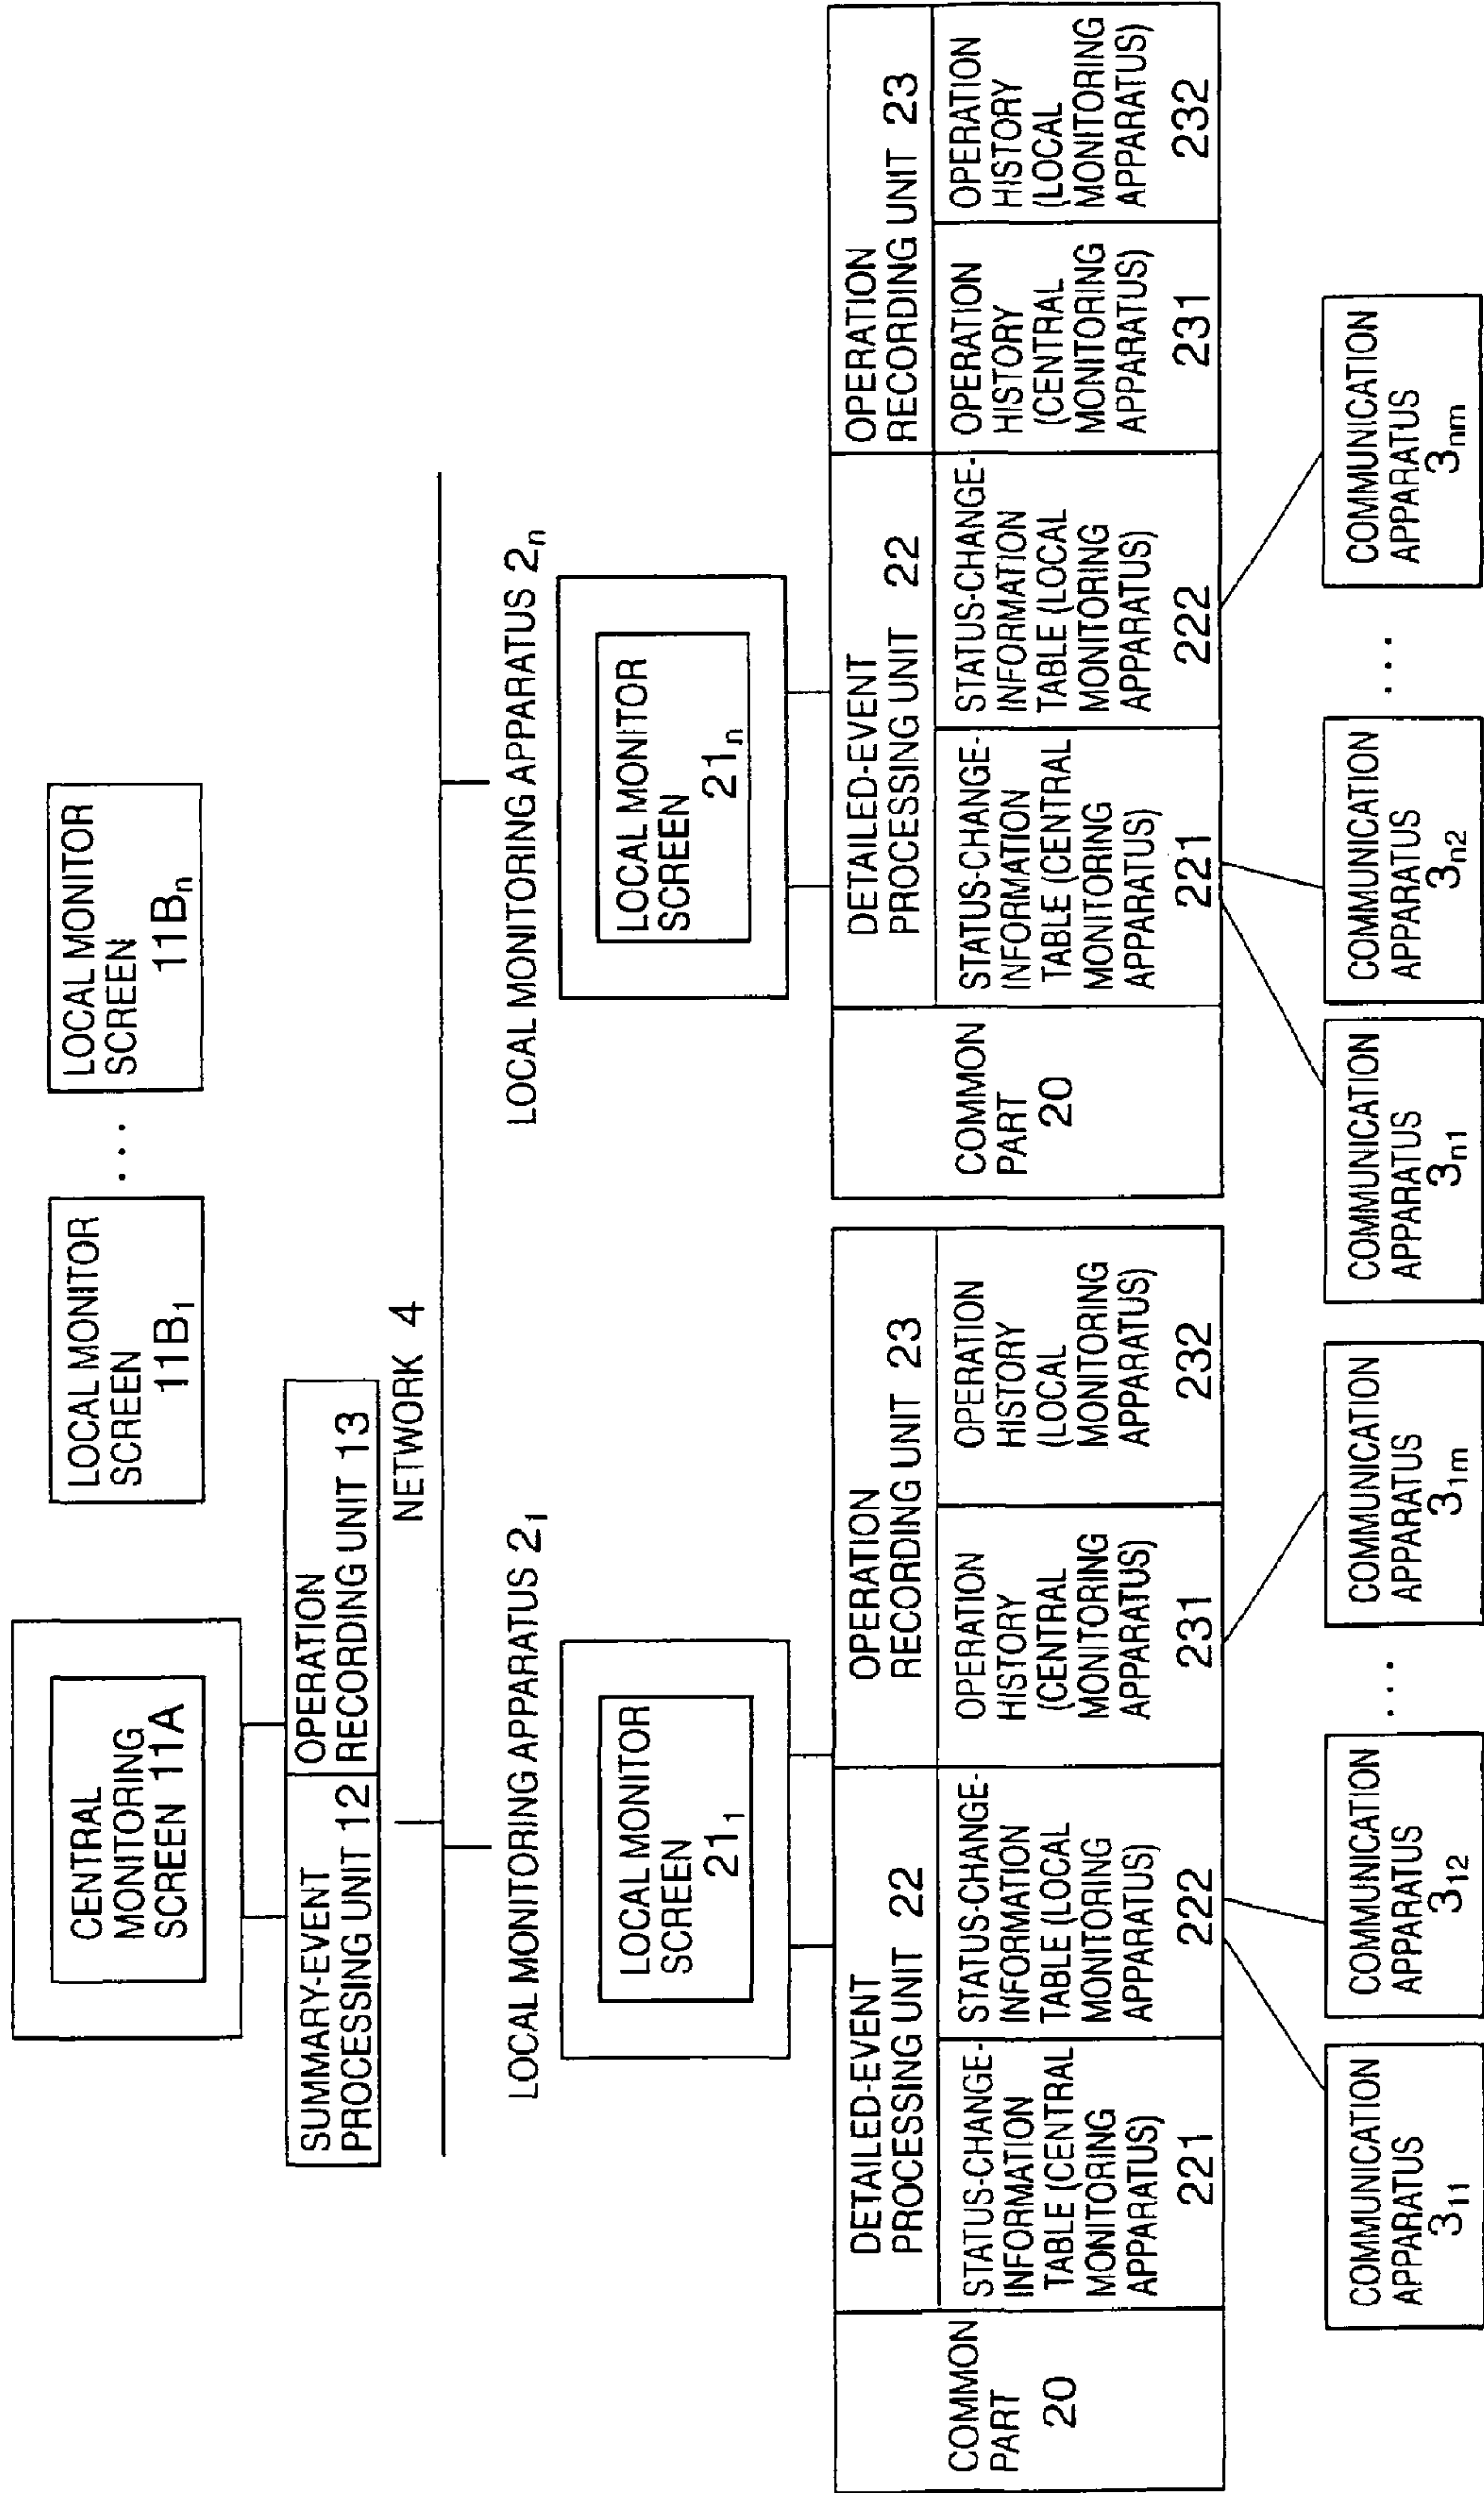 CENTRAL
MONITORING
SCREEN 11A
LOCAL MONITOR
SCREEN
11B1
...
LOCAL MONITOR
SCREEN
11Bn
SUMMARY-EVENT
PROCESSING UNIT 12
OPERATION
RECORDING UNIT 13
NETWORK 4
LOCAL MONITORING APPARATUS 21
LOCAL MONITOR
SCREEN
211
LOCAL MONITORING APPARATUS 2n
LOCAL MONITOR
SCREEN
21n
COMMON
PART
20
DETAILED-EVENT
PROCESSING UNIT 22
STATUS-CHANGE-
INFORMATION
TABLE (CENTRAL
MONITORING
APPARATUS)
221
STATUS-CHANGE-
INFORMATION
TABLE (LOCAL
MONITORING
APPARATUS)
222
OPERATION
RECORDING UNIT 23
OPERATION
HISTORY
(CENTRAL
MONITORING
APPARATUS)
231
OPERATION
HISTORY
(LOCAL
MONITORING
APPARATUS)
232
COMMON
PART
20
DETAILED-EVENT
PROCESSING UNIT 22
STATUS-CHANGE-
INFORMATION
TABLE (CENTRAL
MONITORING
APPARATUS)
221
STATUS-CHANGE-
INFORMATION
TABLE (LOCAL
MONITORING
APPARATUS)
222
OPERATION
RECORDING UNIT 23
OPERATION
HISTORY
(CENTRAL
MONITORING
APPARATUS)
231
OPERATION
HISTORY
(LOCAL
MONITORING
APPARATUS)
232
COMMUNICATION
APPARATUS
311
COMMUNICATION
APPARATUS
312
...
COMMUNICATION
APPARATUS
31m
COMMUNICATION
APPARATUS
3n1
COMMUNICATION
APPARATUS
3n2
...
COMMUNICATION
APPARATUS
3nm